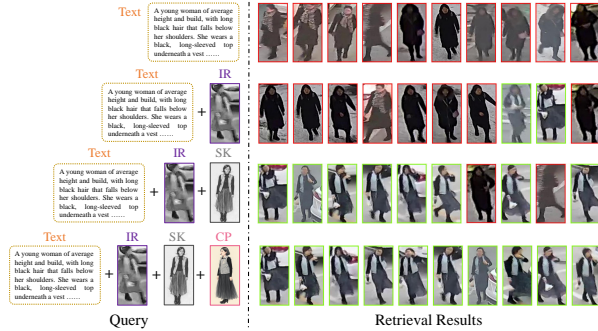 Text
A young woman of average
height and build, with long
black hair that falls below
her shoulders. She wears a
black, long-sleeved top
underneath a vest ……
Text
IR
A young woman of average
height and build, with long
black hair that falls below
her shoulders. She wears a
black, long-sleeved top
underneath a vest ……
+
Text
IR
SK
A young woman of average
height and build, with long
black hair that falls below
her shoulders. She wears a
black, long-sleeved top
underneath a vest ……
+
+
Text
IR
SK
CP
A young woman of average
height and build, with long
black hair that falls below
her shoulders. She wears a
black, long-sleeved top
underneath a vest ……
+
+
+
Query
Retrieval Results